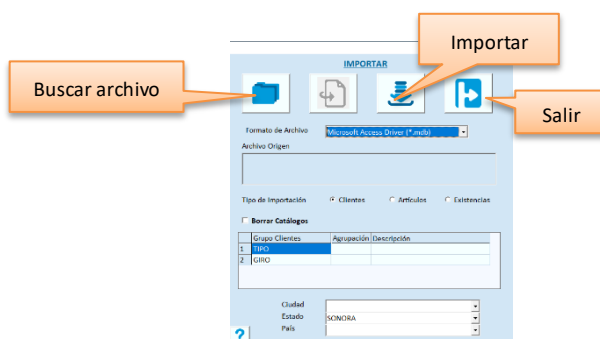 Importar
IMPORTAR
Buscar archivo
Salir
Formato de Archivo Microsoft Access Driver (*.mdb)
Archivo Origen
Tipo de Importación Clientes Artículos Existencias
Borrar Catálogos
Grupo Clientes Agrupación Descripción
1 TIPO
2 GIRO
Ciudad
Estado SONORA
País
?